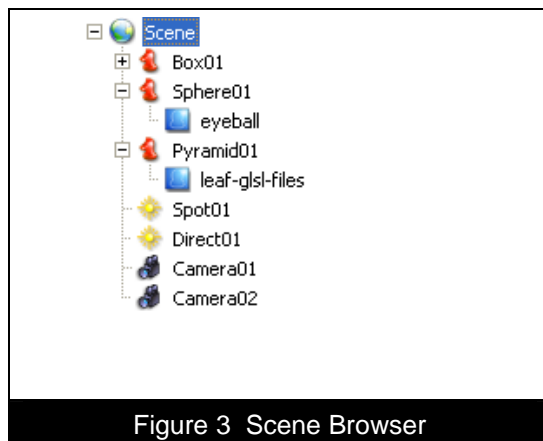 Scene
Box01
Sphere01
eyeball
Pyramid01
leaf-glsl-files
Spot01
Direct01
Camera01
Camera02
Figure 3 Scene Browser